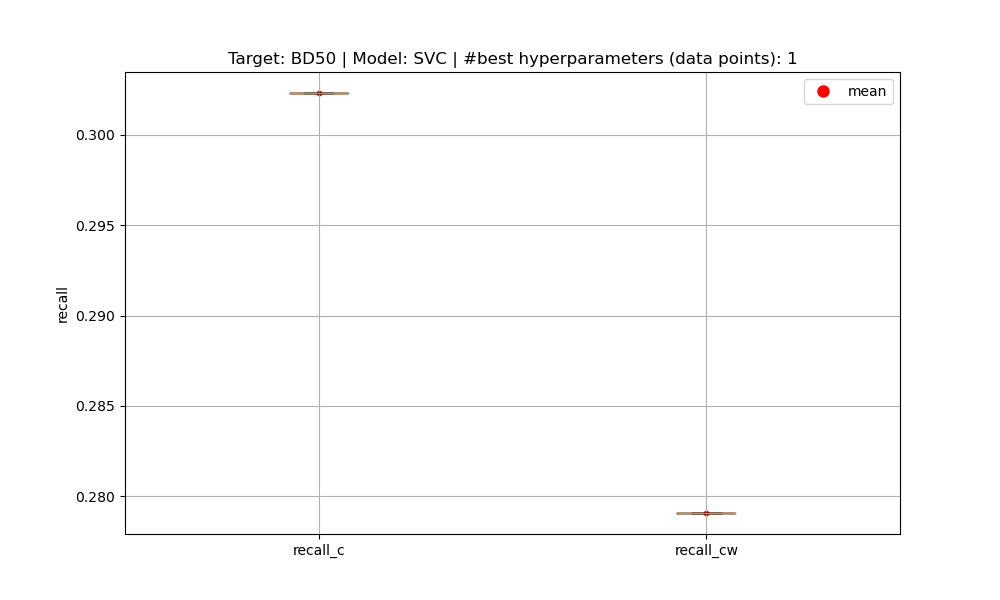 Target: BD50 | Model: SVC | #best hyperparameters (data points): 1
mean
recall
0.300
0.295
0.290
0.285
0.280
recall_c
recall_cw